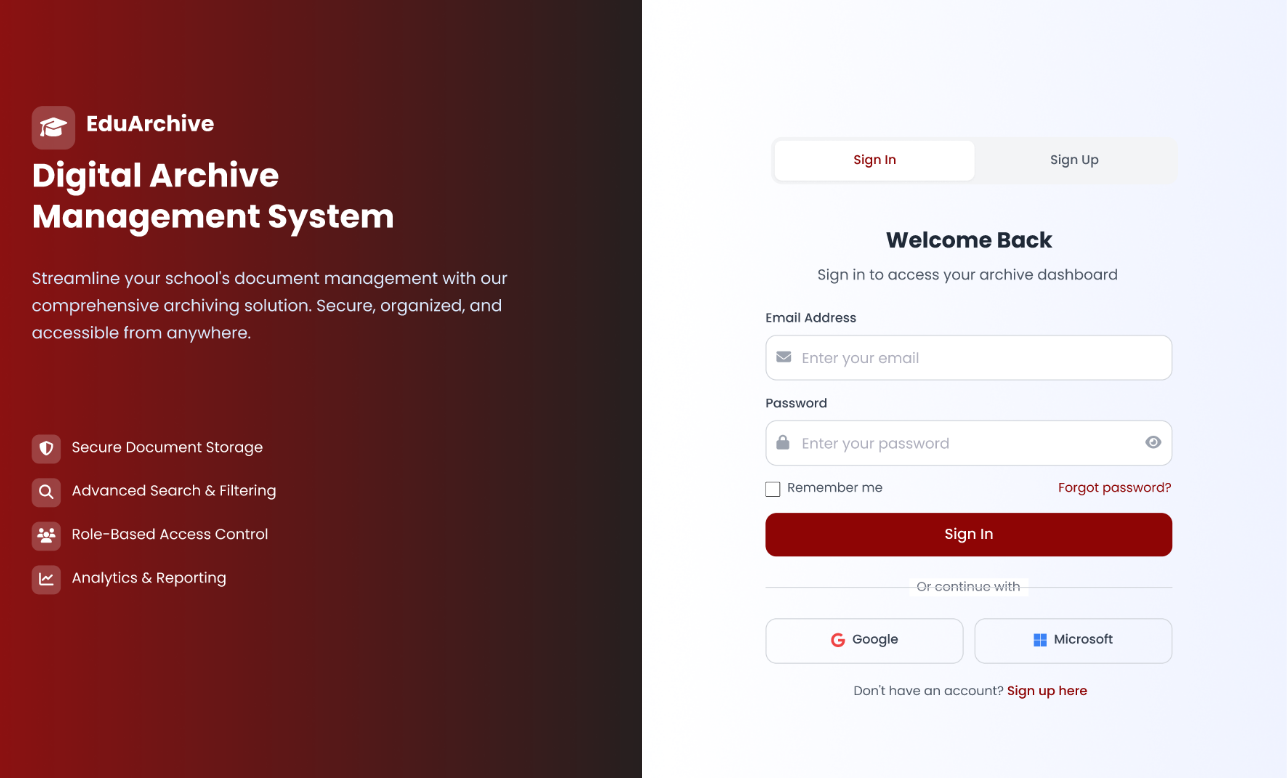 EduArchive
Digital Archive
Management System
Streamline your school's document management with our
comprehensive archiving solution. Secure, organized, and
accessible from anywhere.
Secure Document Storage
Advanced Search & Filtering
Role-Based Access Control
Analytics & Reporting
Sign In
Sign Up
Welcome Back
Sign in to access your archive dashboard
Email Address
Enter your email
Password
Enter your password
Remember me
Forgot password?
Sign In
Or continue with
Google
Microsoft
Don't have an account? Sign up here